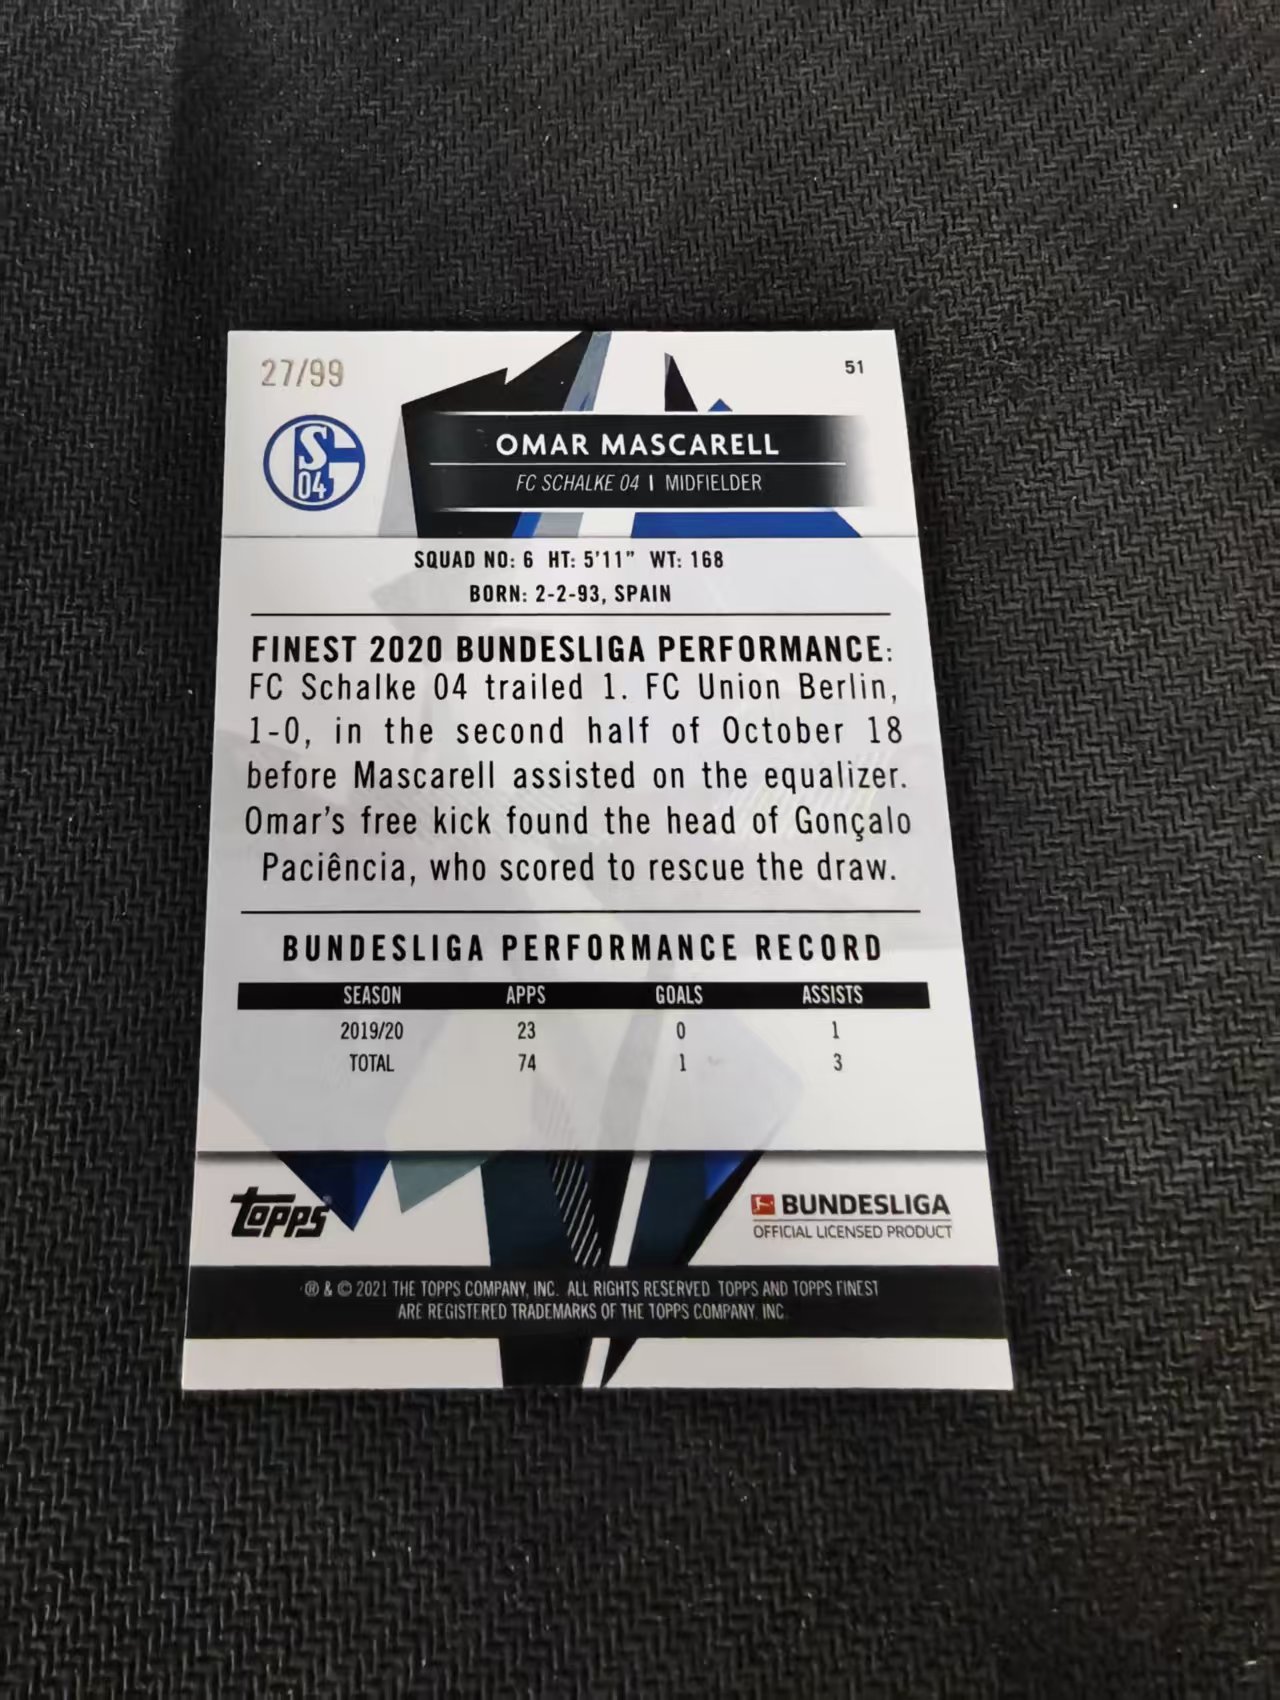 27/99
51
S
04
OMAR MASCARELL
FC SCHALKE 04 | MIDFIELDER
SQUAD NO: 6 HT: 5'11" WT: 168
BORN: 2-2-93, SPAIN
FINEST 2020 BUNDESLIGA PERFORMANCE:
FC Schalke 04 trailed 1. FC Union Berlin,
1-0, in the second half of October 18
before Mascarell assisted on the equalizer.
Omar's free kick found the head of Gonçalo
Paciência, who scored to rescue the draw.
BUNDESLIGA PERFORMANCE RECORD
SEASON APPS GOALS ASSISTS
2019/20 23 0 1
TOTAL 74 1 3
topps
BUNDESLIGA
OFFICIAL LICENSED PRODUCT
® & © 2021 THE TOPPS COMPANY, INC. ALL RIGHTS RESERVED. TOPPS AND TOPPS FINEST
ARE REGISTERED TRADEMARKS OF THE TOPPS COMPANY, INC.